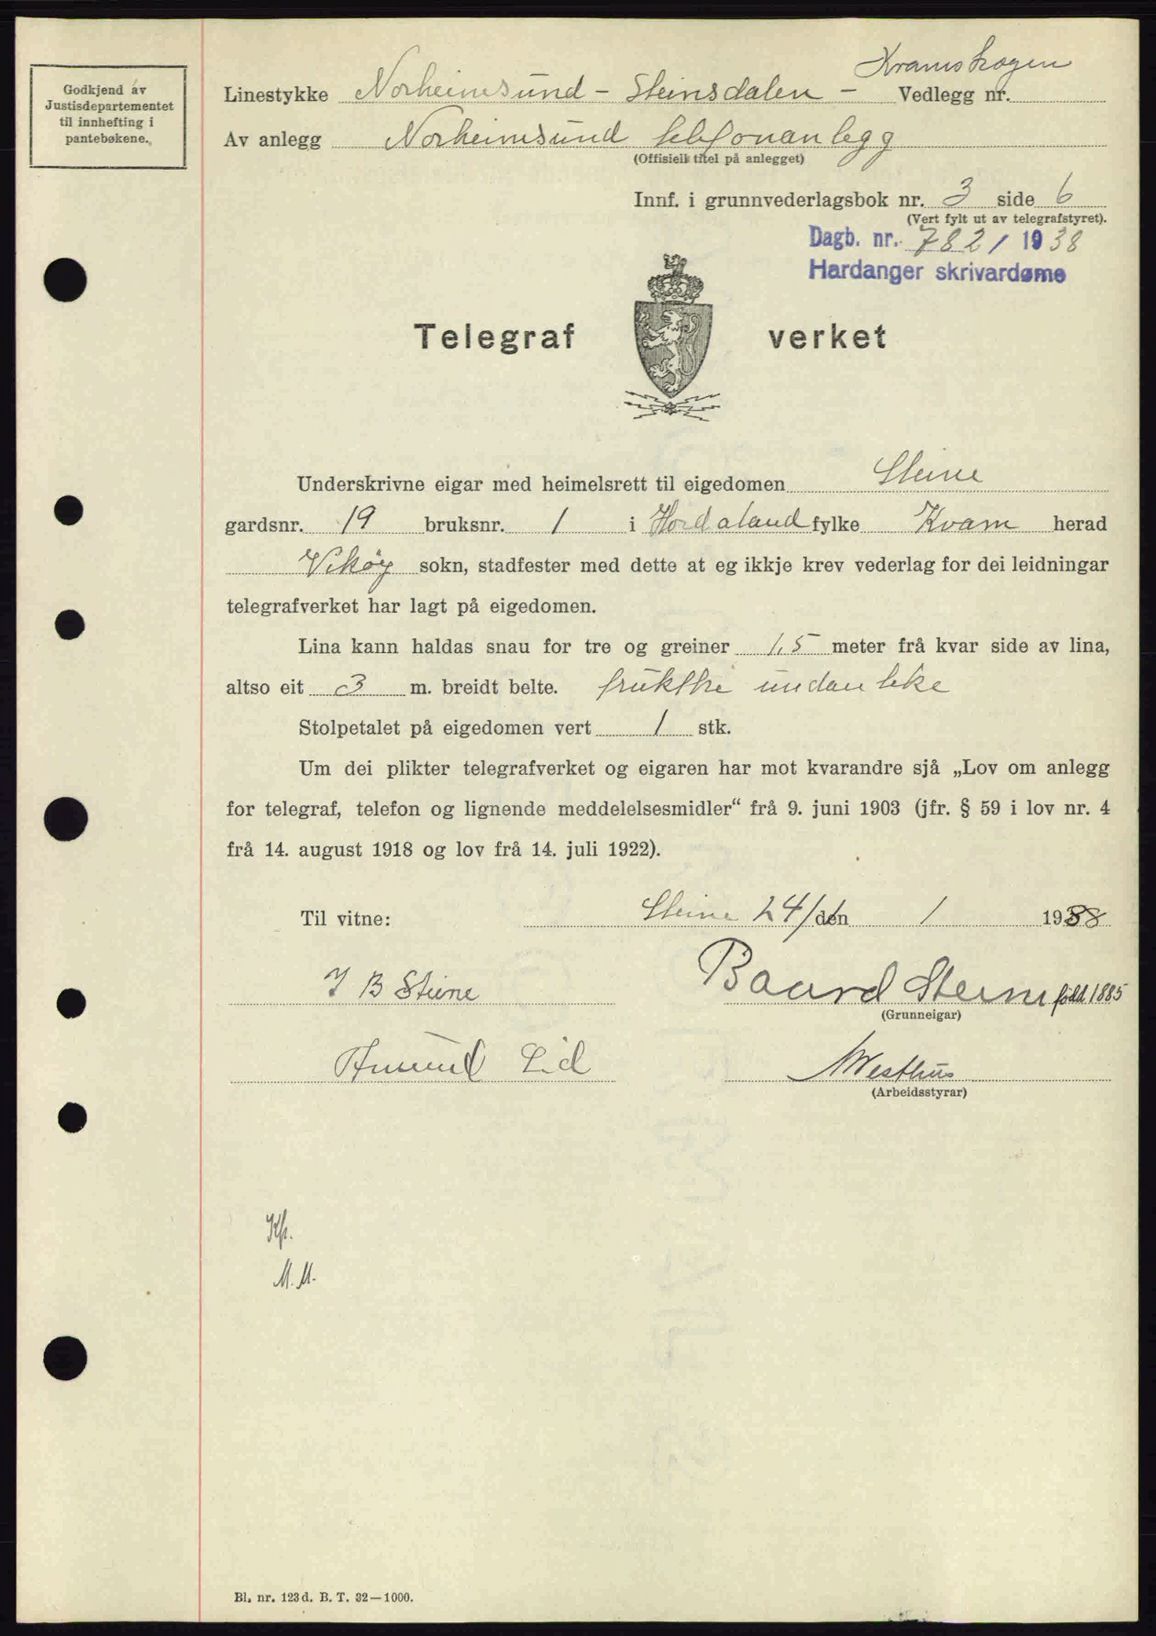 Godkjend av
Justisdepartementet
til innhefting i
pantebøkene.
Kvamskogen
Linestykke Norheimsund - Steinsdalen - Vedlegg nr.
Av anlegg Norheimsund telefonanlegg
(Offisiell titel på anlegget)
Innf. i grunnvederlagsbok nr. 3 side 6
(Vert fylt ut av telegrafstyret).
Dagb. nr. 782 / 1938
Hardanger skrivardøme
Telegraf verket
Underskrivne eigar med heimelsrett til eigedomen Steine
gardsnr. 19 bruksnr. 1 i Hordaland fylke Kvam herad
Vikøy sokn, stadfester med dette at eg ikkje krev vederlag for dei leidningar
telegrafverket har lagt på eigedomen.
Lina kann haldas snau for tre og greiner 1,5 meter frå kvar side av lina,
altso eit 3 m. breidt belte. frukttre undanteke
Stolpetalet på eigedomen vert 1 stk.
Um dei plikter telegrafverket og eigaren har mot kvarandre sjå „Lov om anlegg
for telegraf, telefon og lignende meddelelsesmidler“ frå 9. juni 1903 (jfr. § 59 i lov nr. 4
frå 14. august 1918 og lov frå 14. juli 1922).
Til vitne: Steine 24/ den 1 1938
J B Steine Baard Steine född 1885
(Grunneigar)
Amund Lid Westhus
(Arbeidsstyrar)
Kp.
M.M.
Bl. nr. 123 d. B. T. 32—1000.